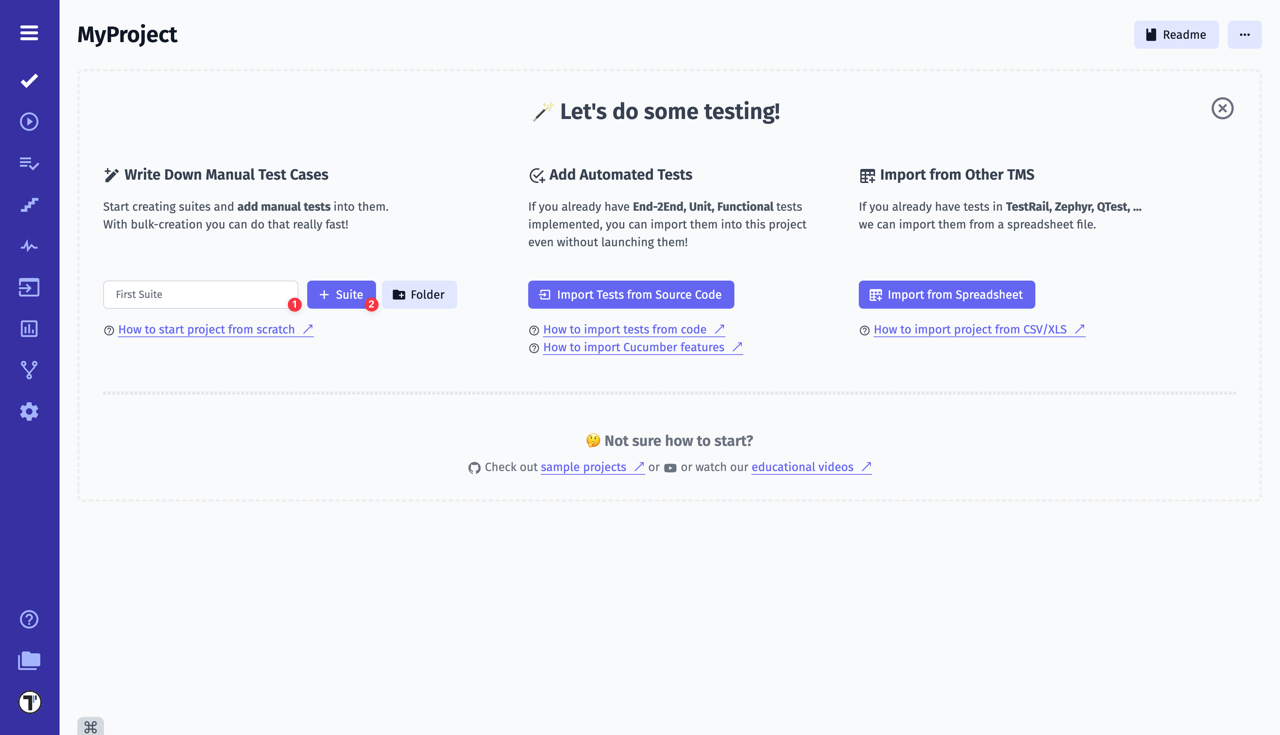 MyProject
Readme
Let's do some testing!
Write Down Manual Test Cases
Start creating suites and add manual tests into them.
With bulk-creation you can do that really fast!
First Suite
1
Suite
2
Folder
How to start project from scratch
Add Automated Tests
If you already have End-2End, Unit, Functional tests
implemented, you can import them into this project
even without launching them!
Import Tests from Source Code
How to import tests from code
How to import Cucumber features
Import from Other TMS
If you already have tests in TestRail, Zephyr, QTest, ...
we can import them from a spreadsheet file.
Import from Spreadsheet
How to import project from CSV/XLS
Not sure how to start?
Check out sample projects or or watch our educational videos